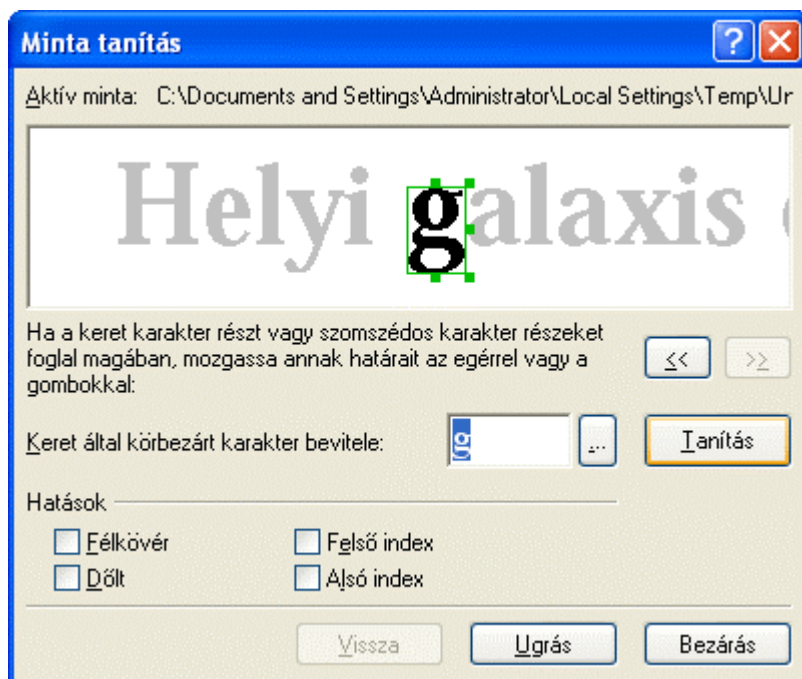 Minta tanítás
Aktív minta: C:\Documents and Settings\Administrator\Local Settings\Temp\Un
Helyi galaxis
Ha a keret karakter részt vagy szomszédos karakter részeket
foglal magában, mozgassa annak határait az egérrel vagy a
gombokkal:
<< >>
Keret által körbezárt karakter bevitele: g ... Tanítás
Hatások
Félkövér Felső index
Dőlt Alsó index
Vissza Ugrás Bezárás